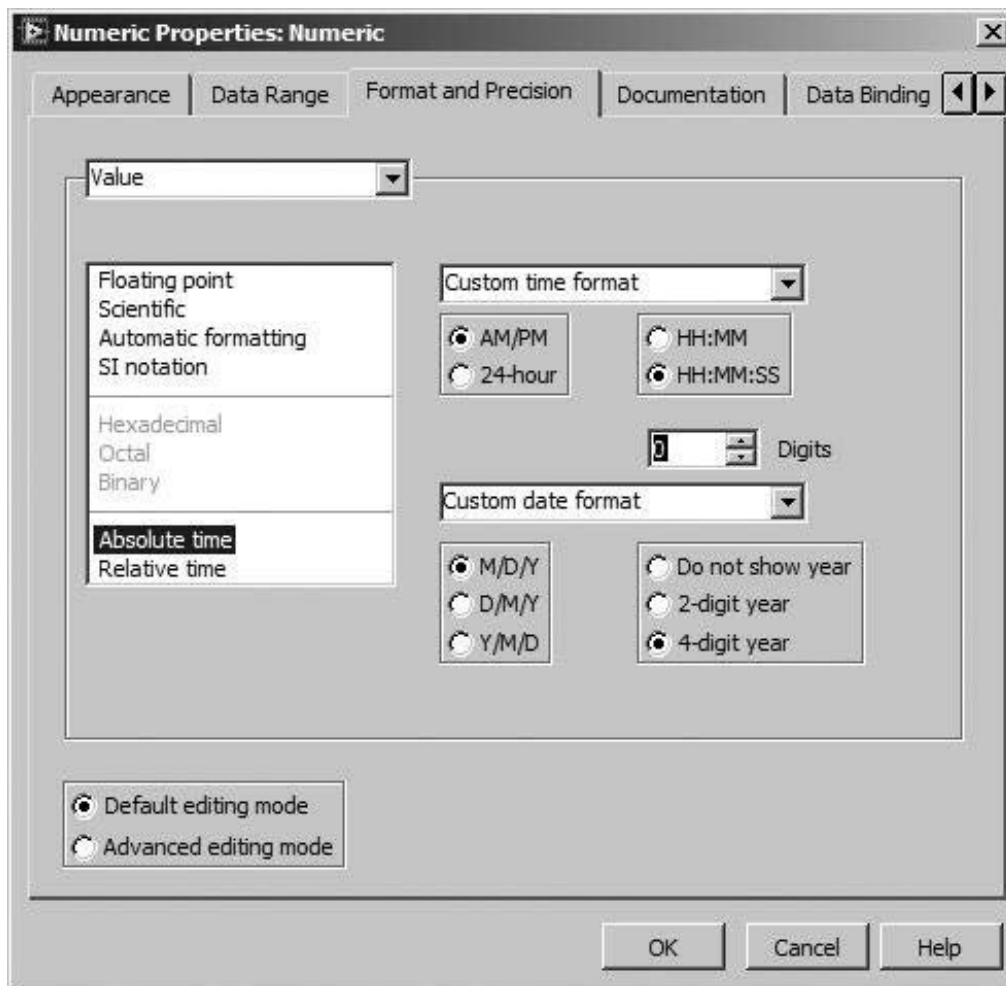 Numeric Properties: Numeric
Appearance
Data Range
Format and Precision
Documentation
Data Binding
Value
Floating point
Scientific
Automatic formatting
SI notation
Hexadecimal
Octal
Binary
Absolute time
Relative time
Custom time format
AM/PM
24-hour
HH:MM
HH:MM:SS
0 Digits
Custom date format
M/D/Y
D/M/Y
Y/M/D
Do not show year
2-digit year
4-digit year
Default editing mode
Advanced editing mode
OK
Cancel
Help